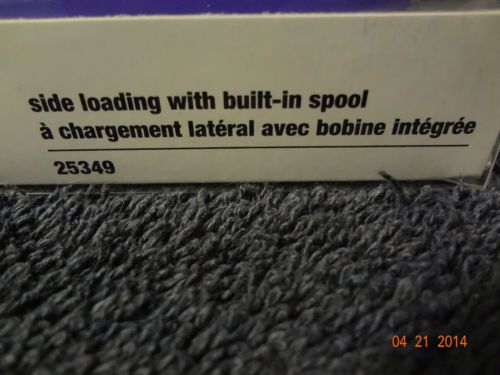 side loading with built-in spool
à chargement latéral avec bobine intégrée
25349
04 21 2014